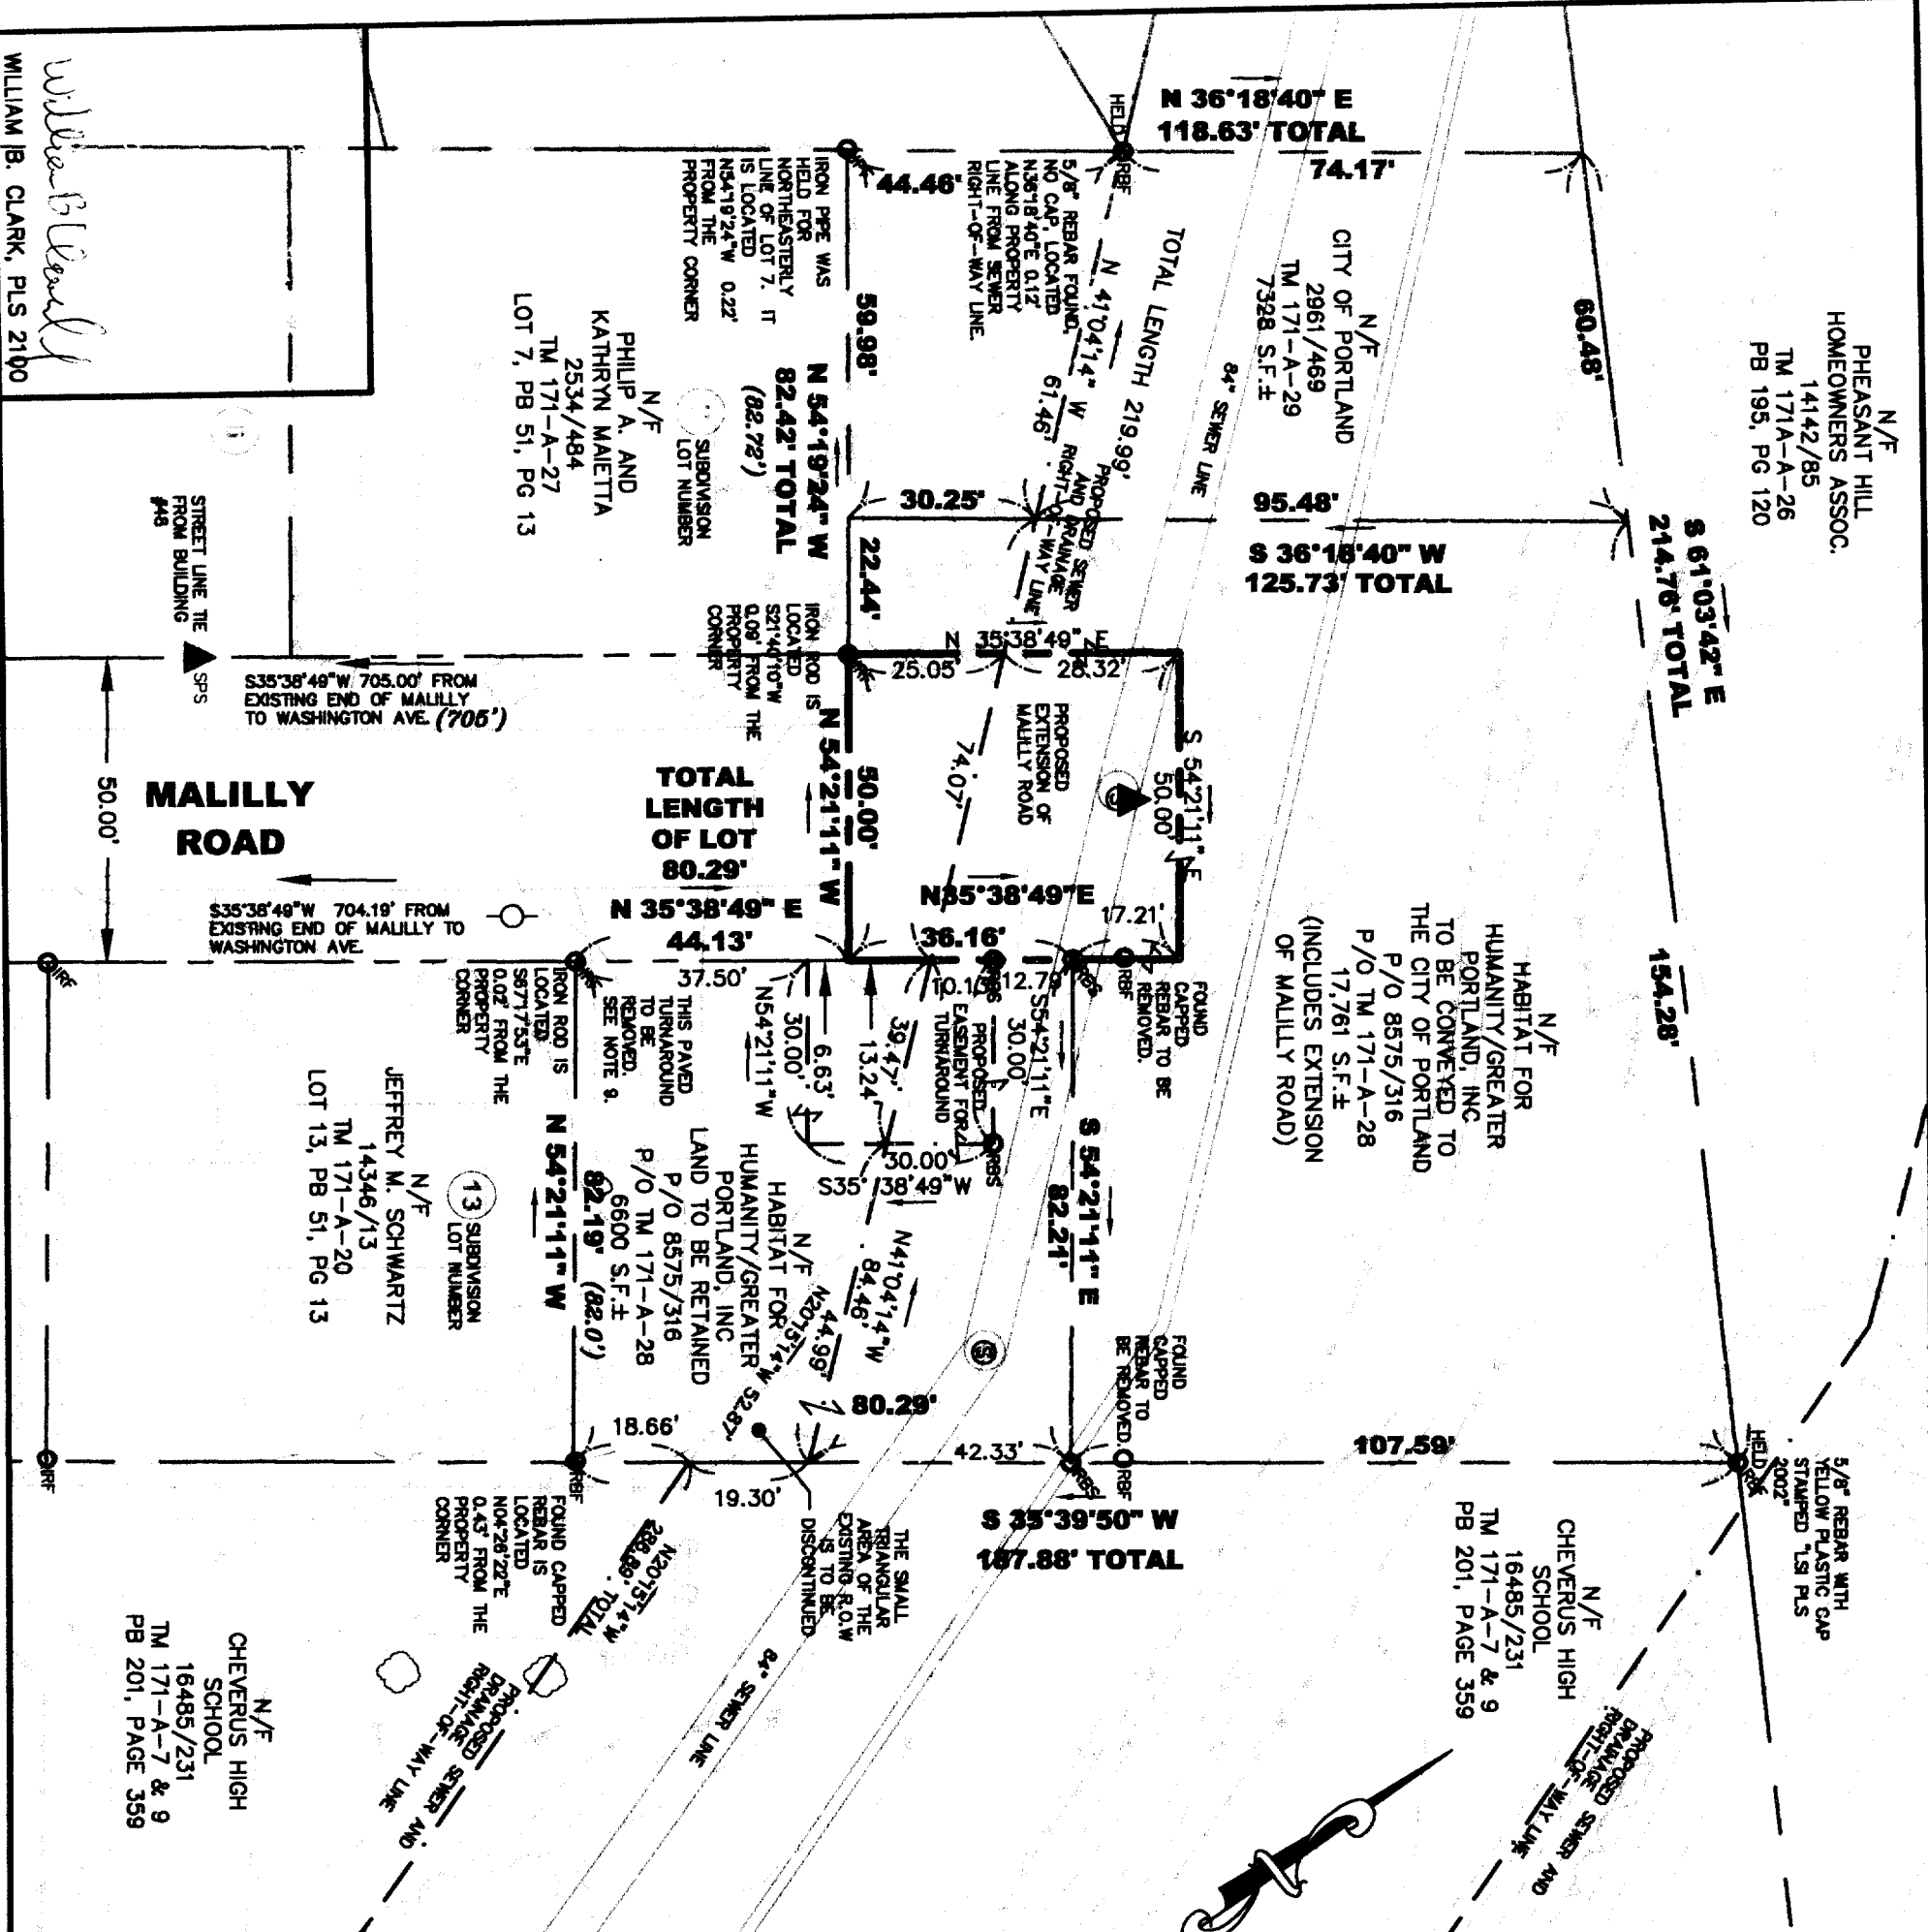 N/F
PHEASANT HILL
HOMEOWNERS ASSOC.
14142/85
TM 171A-A-26
PB 195, PG 120
S 61°03'42" E
214.76' TOTAL
60.48'
154.28'
N 36°18'40" E
118.63' TOTAL
74.17'
44.46'
HELD
RBF
5/8" REBAR FOUND,
NO CAP, LOCATED
N36°18'40"E 0.12'
ALONG PROPERTY
LINE FROM SEWER
RIGHT-OF-WAY LINE.
N/F
CITY OF PORTLAND
2961/469
TM 171-A-29
7328 S.F.±
TOTAL LENGTH 219.99'
N 41°04'14" W
61.46'
PROPOSED SEWER
AND DRAINAGE
RIGHT-OF-WAY LINE
84" SEWER LINE
95.48'
S 36°18'40" W
125.73' TOTAL
30.25'
IRON PIPE WAS
HELD FOR
NORTHEASTERLY
LINE OF LOT 7. IT
IS LOCATED
N54°19'24"W 0.22'
FROM THE
PROPERTY CORNER
59.98'
N 54°19'24" W
82.42' TOTAL
(82.72')
22.44'
SUBDIVISION
LOT NUMBER
N/F
PHILIP A. AND
KATHRYN MAIETTA
2534/484
TM 171-A-27
LOT 7, PB 51, PG 13
WILLIAM B. CLARK, PLS 2100
STREET LINE TIE
FROM BUILDING
#48
SPS
S35°38'49"W 705.00' FROM
EXISTING END OF MALILLY
TO WASHINGTON AVE. (705')
IRON ROD IS
LOCATED
S21°40'10"W
0.09' FROM THE
PROPERTY
CORNER
N 35°38'49" E
25.05'
28.32'
PROPOSED
EXTENSION OF
MALILLY ROAD
74.07'
S 54°21'11" E
50.00'
N 54°21'11" W
50.00'
MALILLY
ROAD
50.00'
TOTAL
LENGTH
OF LOT
80.29'
N 35°38'49" E
44.13'
37.50'
N35°38'49"E
36.16'
17.21'
S35°38'49"W 704.19' FROM
EXISTING END OF MALILLY TO
WASHINGTON AVE.
IRF
IRON ROD IS
LOCATED
S67°17'53"E
0.02' FROM THE
PROPERTY
CORNER
THIS PAVED
TURNAROUND
TO BE
REMOVED.
SEE NOTE 9.
N54°21'11"W
30.00'
6.63'
13.24'
39.47'
12.79'
RBS
RBF
PROPOSED
EASEMENT FOR
TURNAROUND
S54°21'11"E
30.00'
FOUND
CAPPED
REBAR TO BE
REMOVED.
30.00'
S35°38'49"W
RBS
N/F
HABITAT FOR
HUMANITY/GREATER
PORTLAND, INC
TO BE CONVEYED TO
THE CITY OF PORTLAND
P/O 8575/316
P/O TM 171-A-28
17,761 S.F.±
(INCLUDES EXTENSION
OF MALILLY ROAD)
S 54°21'11" E
82.21'
N/F
HABITAT FOR
HUMANITY/GREATER
PORTLAND, INC
LAND TO BE RETAINED
P/O 8575/316
P/O TM 171-A-28
6600 S.F.±
N 54°21'11" W
82.19' (82.0')
13
SUBDIVISION
LOT NUMBER
N/F
JEFFREY M. SCHWARTZ
14346/13
TM 171-A-20
LOT 13, PB 51, PG 13
N41°04'14"W
84.46'
44.99'
N20°15'14"W 52.87'
S
FOUND
CAPPED
REBAR TO
BE REMOVED.
RBF
80.29'
18.66'
19.30'
42.33'
107.59'
S 35°39'50" W
187.88' TOTAL
HELD
5/8" REBAR WITH
YELLOW PLASTIC CAP
STAMPED "LSI PLS
2002"
THE SMALL
TRIANGULAR
AREA OF THE
EXISTING R.O.W
IS TO BE
DISCONTINUED
FOUND CAPPED
REBAR IS
LOCATED
N04°26'22"E
0.43' FROM THE
PROPERTY
CORNER
RBF
IRF
N20°15'14"W
TOTAL
PROPOSED SEWER AND
DRAINAGE
RIGHT-OF-WAY LINE
84" SEWER LINE
N/F
CHEVERUS HIGH
SCHOOL
16485/231
TM 171-A-7 & 9
PB 201, PAGE 359
N/F
CHEVERUS HIGH
SCHOOL
16485/231
TM 171-A-7 & 9
PB 201, PAGE 359
PROPOSED SEWER AND
DRAINAGE
RIGHT-OF-WAY LINE